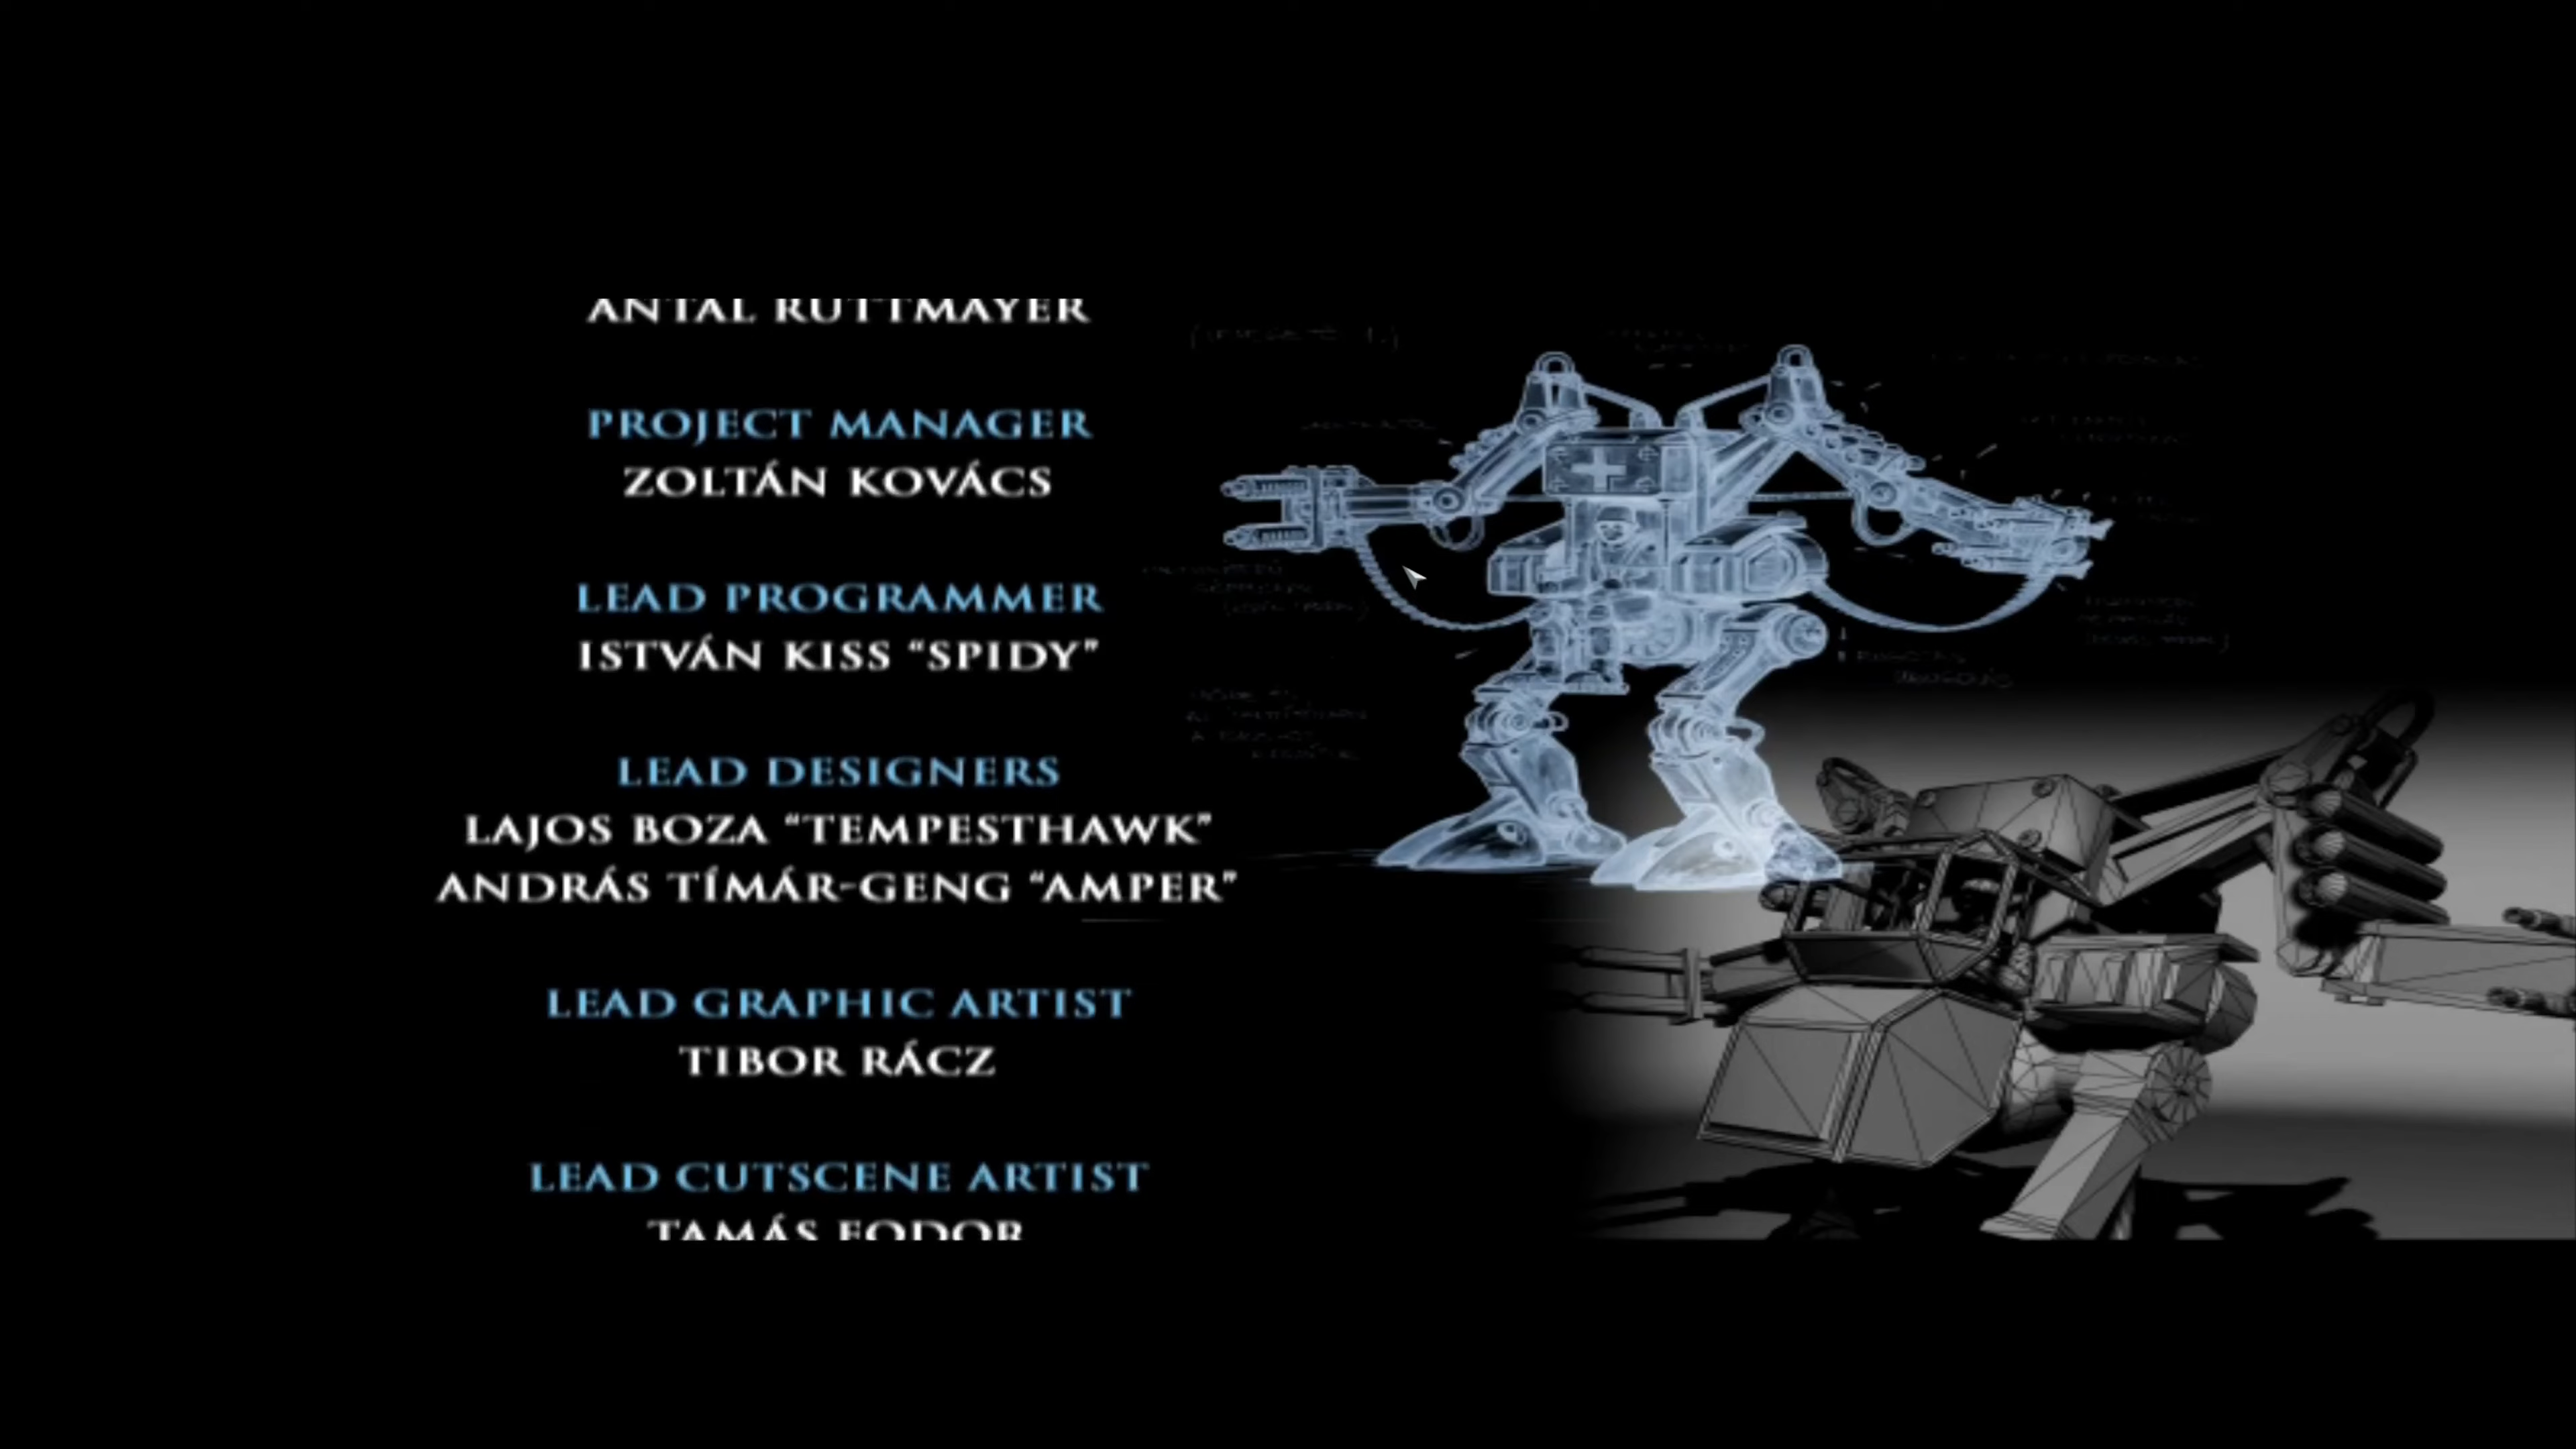 ANTAL RUTTMAYER
PROJECT MANAGER
ZOLTÁN KOVÁCS
LEAD PROGRAMMER
ISTVÁN KISS “SPIDY”
LEAD DESIGNERS
LAJOS BOZA “TEMPESTHAWK”
ANDRÁS TÍMÁR-GENG “AMPER”
LEAD GRAPHIC ARTIST
TIBOR RÁCZ
LEAD CUTSCENE ARTIST
TAMÁS FODOR